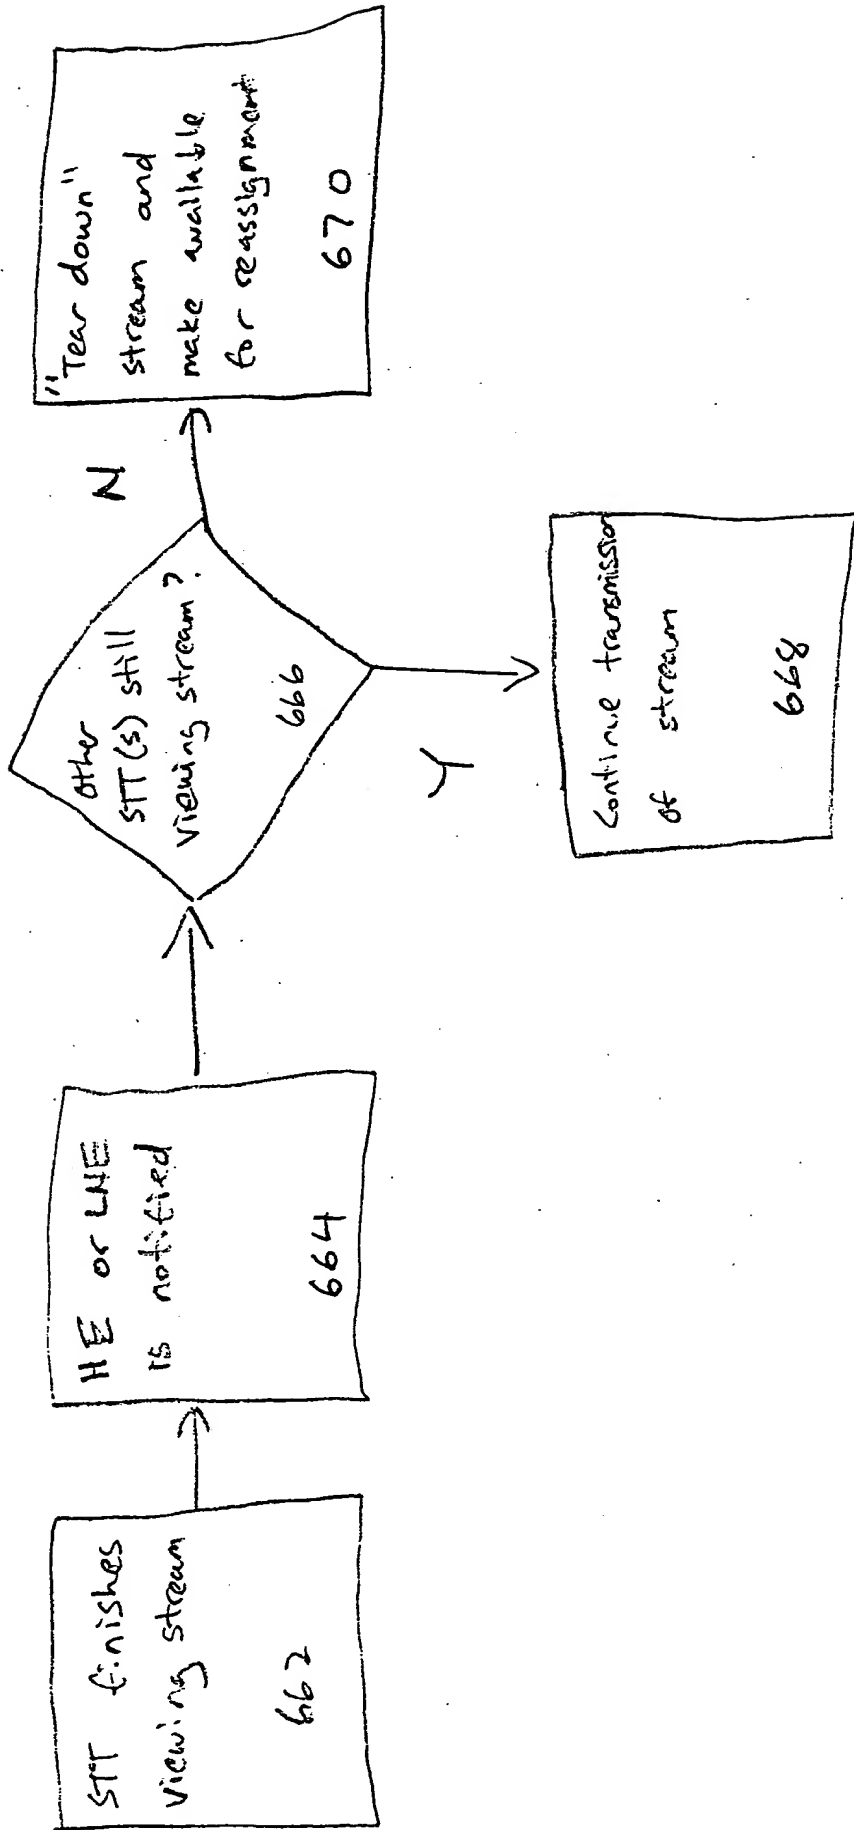 STT finishes
viewing stream
662
HE or LNE
is notified
664
Other
STT(s) still
viewing stream?
666
N
"Tear down"
stream and
make available
for reassignment
670
Y
Continue transmission
of stream
668